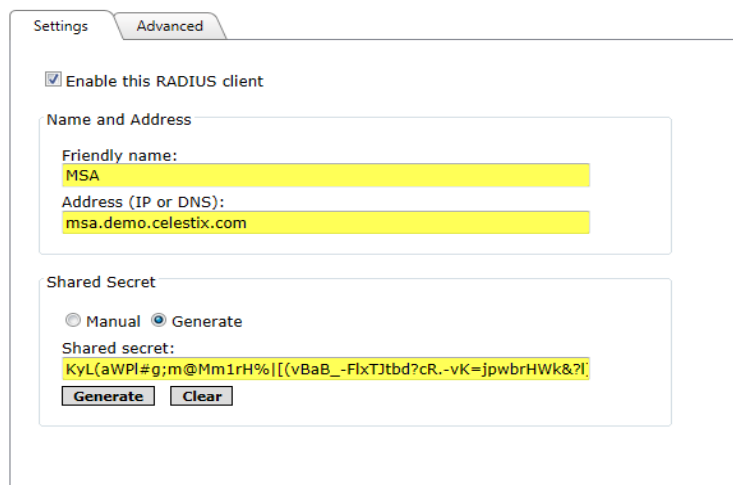 Settings Advanced
Enable this RADIUS client
Name and Address
Friendly name:
MSA
Address (IP or DNS):
msa.demo.celestix.com
Shared Secret
Manual Generate
Shared secret:
KyL(aWPl#g;m@Mm1rH%|[(vBaB_-FlxTJtbd?cR.-vK=jpwbrHWk&?l
Generate Clear